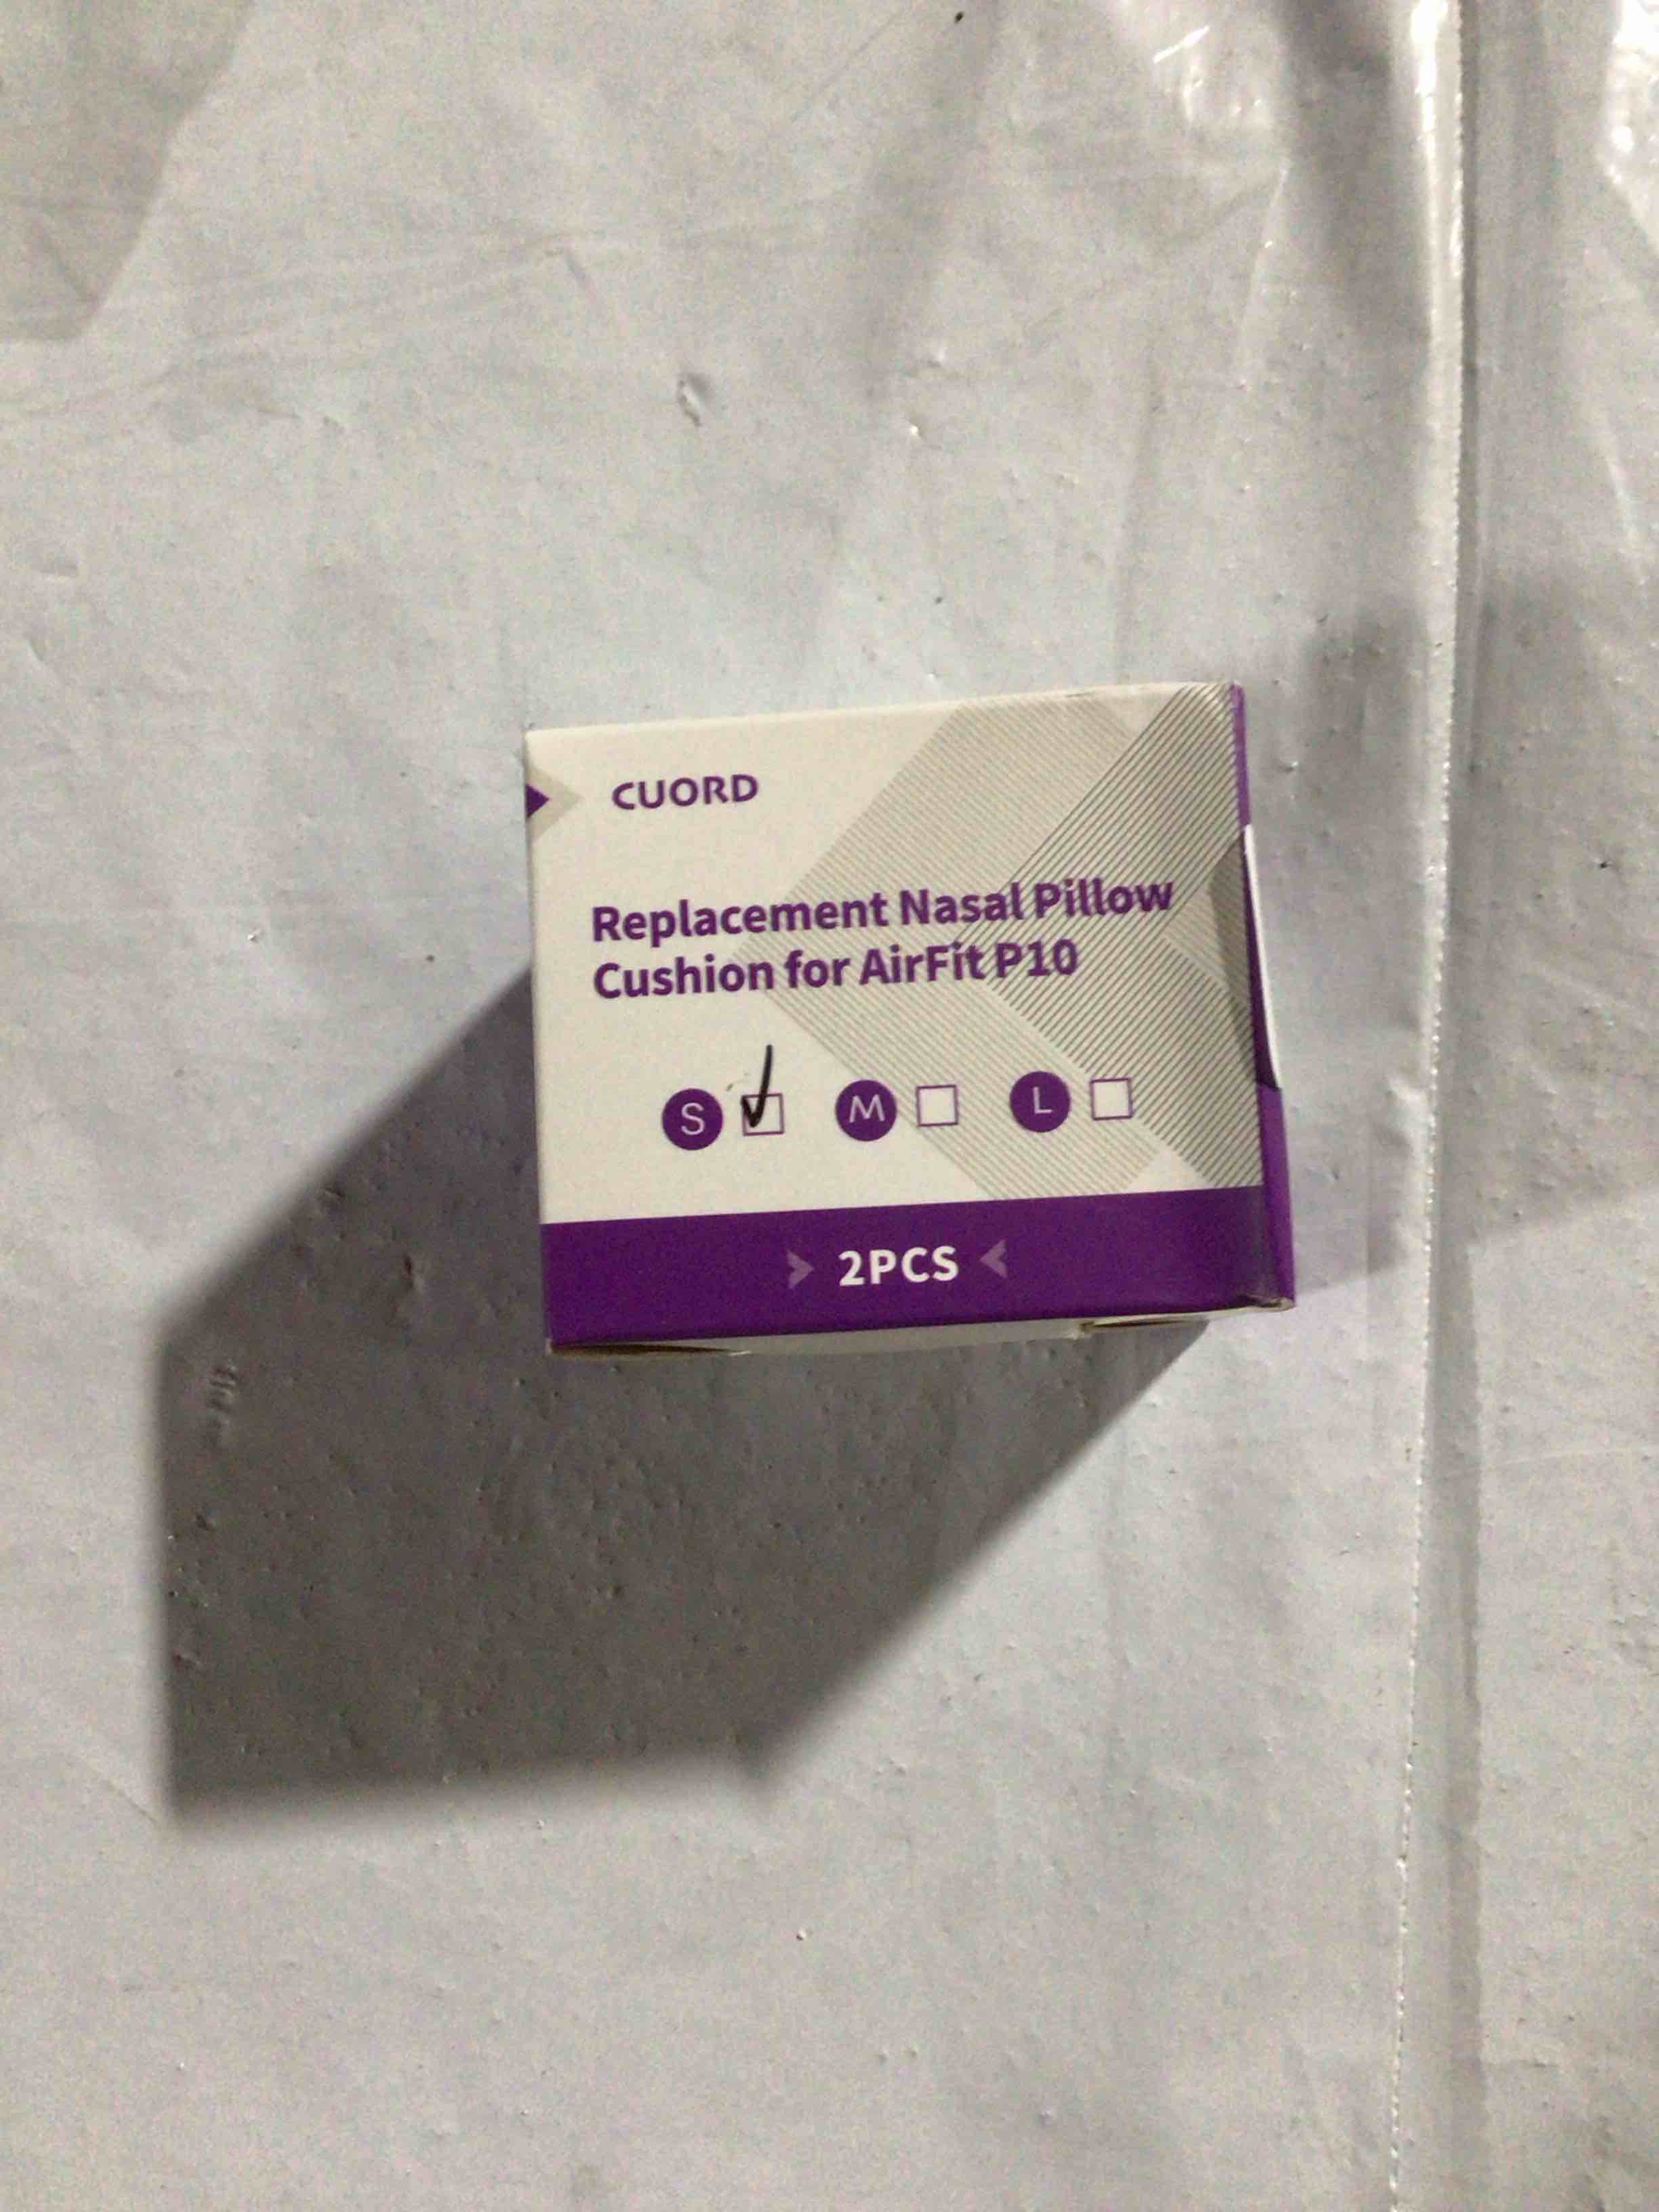 CUORD
Replacement Nasal Pillow
Cushion for AirFit P10
S M L
2PCS